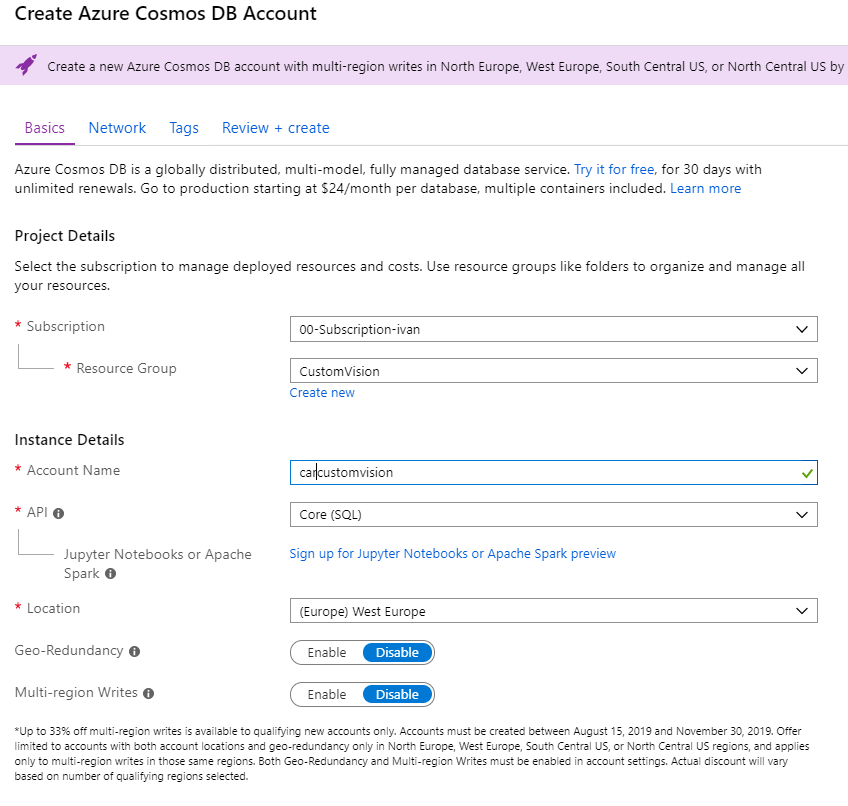 Create Azure Cosmos DB Account
Create a new Azure Cosmos DB account with multi-region writes in North Europe, West Europe, South Central US, or North Central US by
Basics Network Tags Review + create
Azure Cosmos DB is a globally distributed, multi-model, fully managed database service. Try it for free, for 30 days with
unlimited renewals. Go to production starting at $24/month per database, multiple containers included. Learn more
Project Details
Select the subscription to manage deployed resources and costs. Use resource groups like folders to organize and manage all
your resources.
* Subscription 00-Subscription-ivan
* Resource Group CustomVision
Create new
Instance Details
* Account Name carcustomvision
* API Core (SQL)
Jupyter Notebooks or Apache Sign up for Jupyter Notebooks or Apache Spark preview
Spark
* Location (Europe) West Europe
Geo-Redundancy Enable Disable
Multi-region Writes Enable Disable
*Up to 33% off multi-region writes is available to qualifying new accounts only. Accounts must be created between August 15, 2019 and November 30, 2019. Offer
limited to accounts with both account locations and geo-redundancy only in North Europe, West Europe, South Central US, or North Central US regions, and applies
only to multi-region writes in those same regions. Both Geo-Redundancy and Multi-region Writes must be enabled in account settings. Actual discount will vary
based on number of qualifying regions selected.